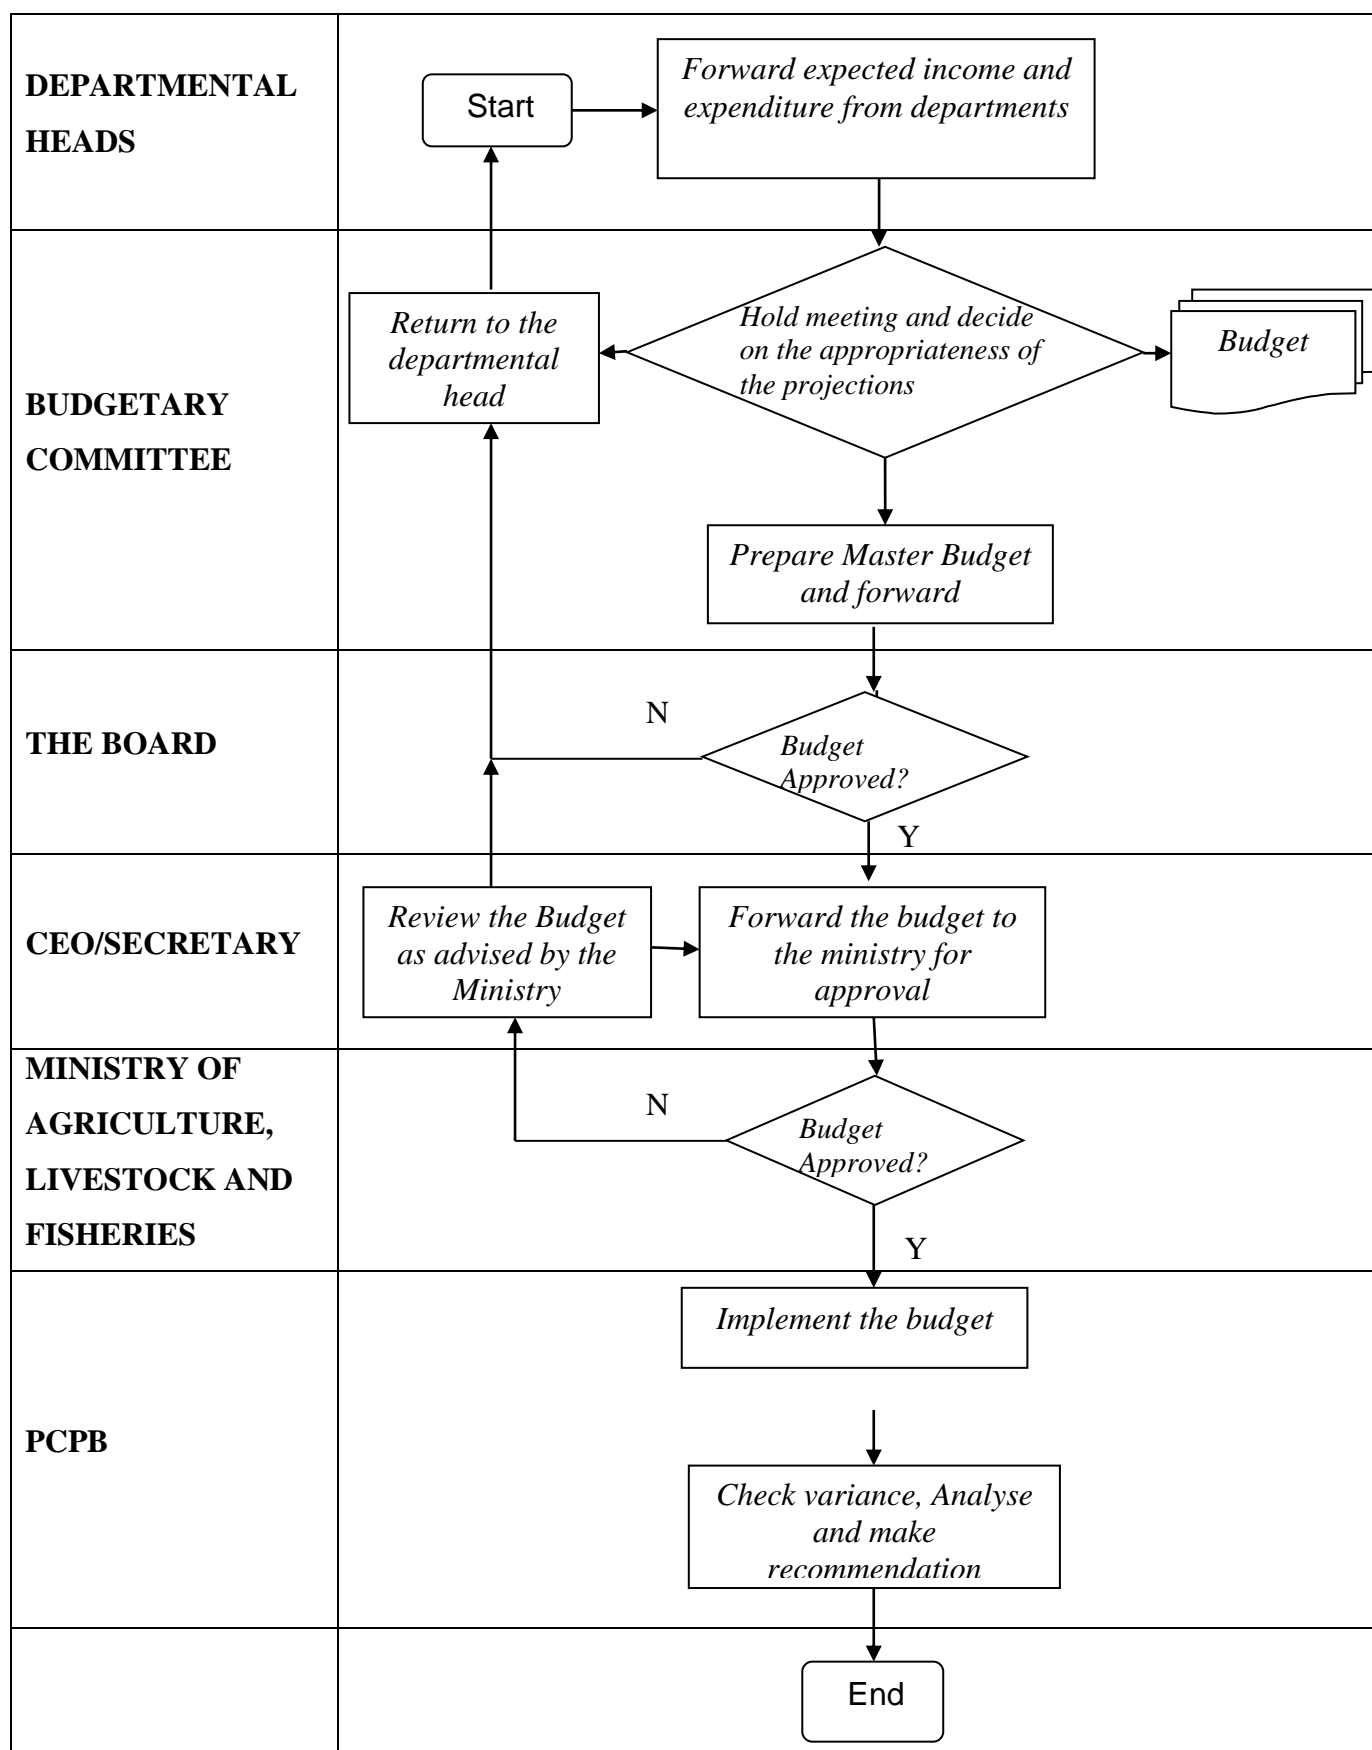 DEPARTMENTAL
HEADS
Start
Forward expected income and
expenditure from departments
BUDGETARY
COMMITTEE
Return to the
departmental
head
Hold meeting and decide
on the appropriateness of
the projections
Budget
Prepare Master Budget
and forward
THE BOARD
N
Budget
Approved?
Y
CEO/SECRETARY
Review the Budget
as advised by the
Ministry
Forward the budget to
the ministry for
approval
MINISTRY OF
AGRICULTURE,
LIVESTOCK AND
FISHERIES
N
Budget
Approved?
Y
PCPB
Implement the budget
Check variance, Analyse
and make
recommendation
End